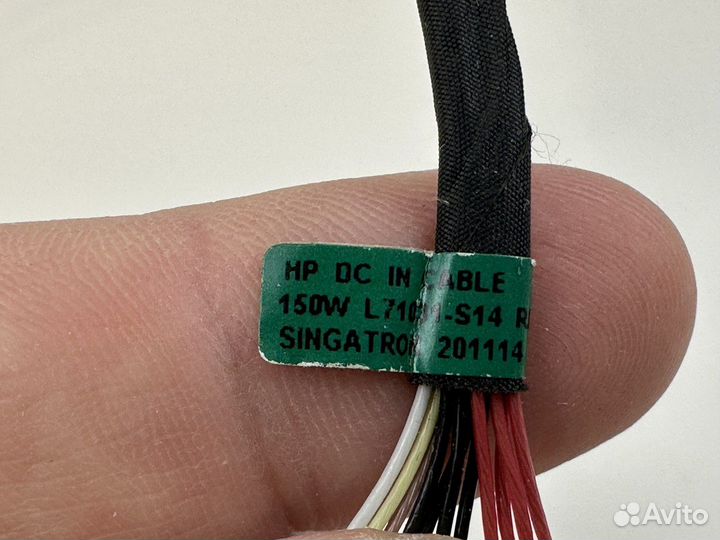 HP DC IN CABLE
150W
SINGATRON 201114
Avito